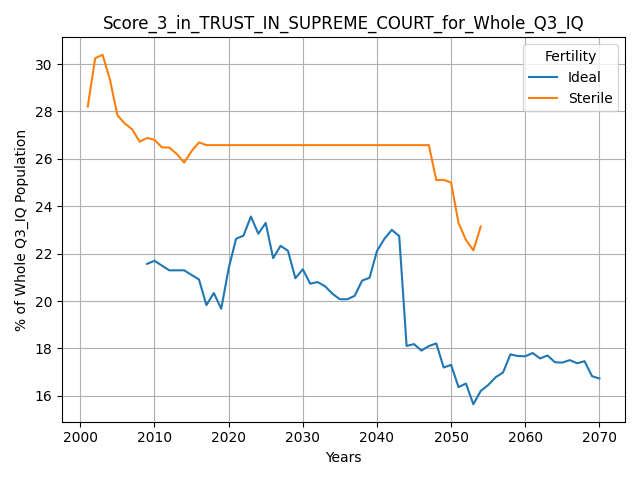 Score_3_in_TRUST_IN_SUPREME_COURT_for_Whole_Q3_IQ
Fertility
Ideal
Sterile
% of Whole Q3_IQ Population
30
28
26
24
22
20
18
16
2000 2010 2020 2030 2040 2050 2060 2070
Years